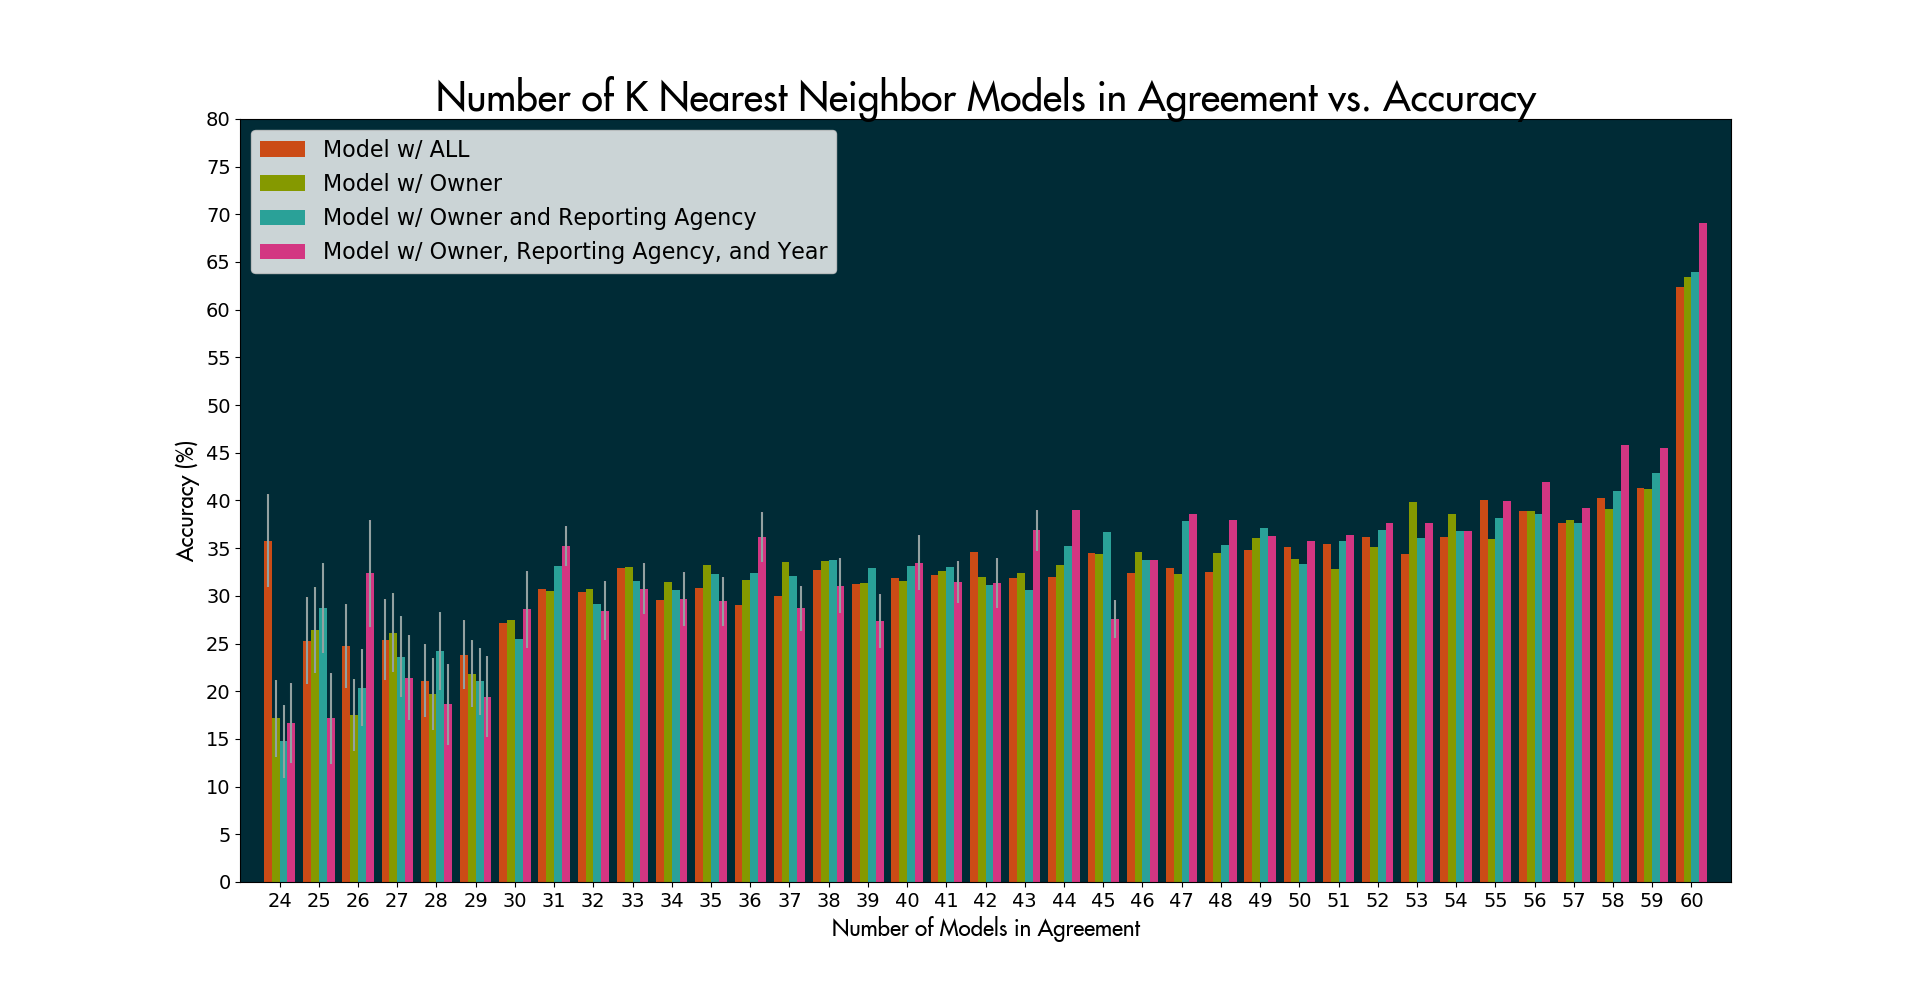 Number of K Nearest Neighbor Models in Agreement vs. Accuracy
Model w/ ALL
Model w/ Owner
Model w/ Owner and Reporting Agency
Model w/ Owner, Reporting Agency, and Year
Accuracy (%)
80
75
70
65
60
55
50
45
40
35
30
25
20
15
10
5
0
24 25 26 27 28 29 30 31 32 33 34 35 36 37 38 39 40 41 42 43 44 45 46 47 48 49 50 51 52 53 54 55 56 57 58 59 60
Number of Models in Agreement